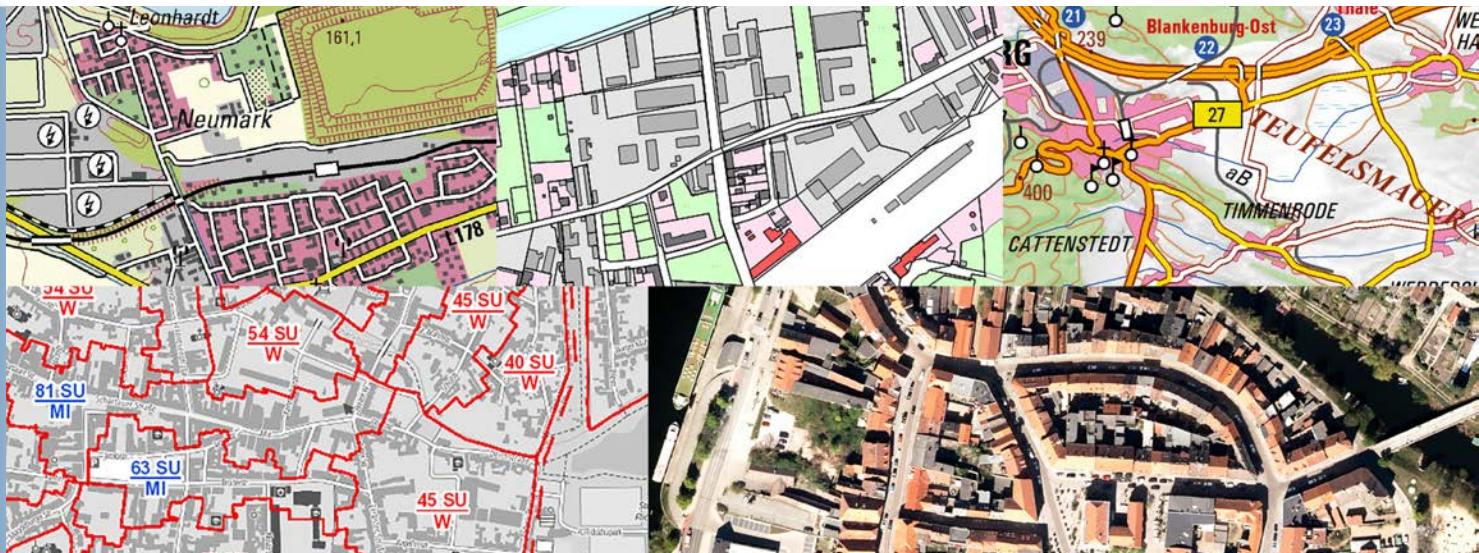 Leonhardt
161,1
Neumark
L178
21
239
Blankenburg-Ost
22
Thale
23
RG
27
TEUFELSMAUER
aB
400
TIMMENRODE
CATTENSTEDT
54 SU
W
54 SU
W
45 SU
W
40 SU
W
81 SU
MI
63 SU
MI
45 SU
W